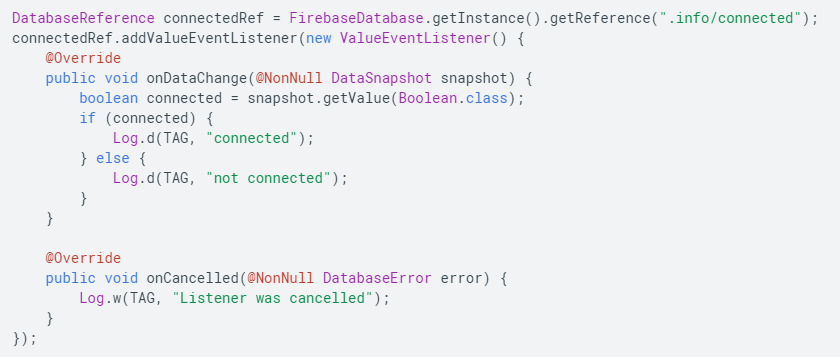 DatabaseReference connectedRef = FirebaseDatabase.getInstance().getReference(".info/connected");
connectedRef.addValueEventListener(new ValueEventListener() {
    @Override
    public void onDataChange(@NonNull DataSnapshot snapshot) {
        boolean connected = snapshot.getValue(Boolean.class);
        if (connected) {
            Log.d(TAG, "connected");
        } else {
            Log.d(TAG, "not connected");
        }
    }

    @Override
    public void onCancelled(@NonNull DatabaseError error) {
        Log.w(TAG, "Listener was cancelled");
    }
});